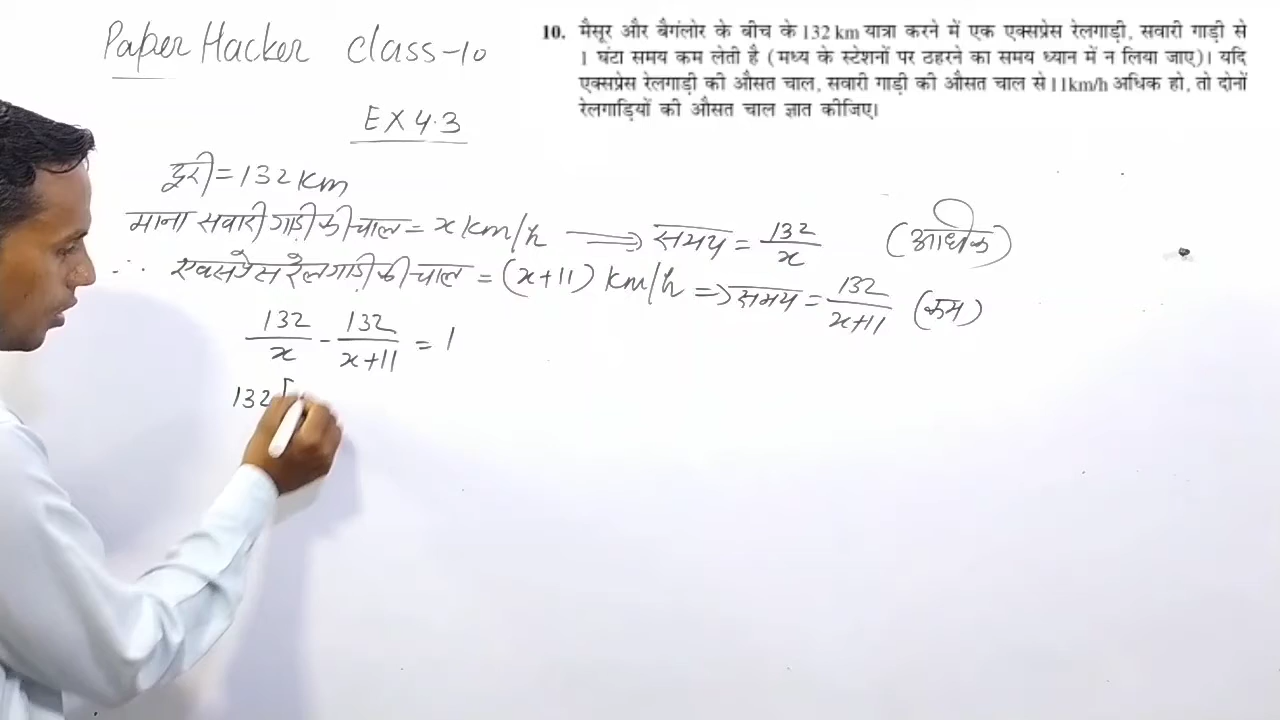 Paper Hacker class-10
10. मैसूर और बैगंलोर के बीच के 132 km यात्रा करने में एक एक्सप्रेस रेलगाड़ी, सवारी गाड़ी से
1 घंटा समय कम लेती है (मध्य के स्टेशनों पर ठहरने का समय ध्यान में न लिया जाए)। यदि
एक्सप्रेस रेलगाड़ी की औसत चाल, सवारी गाड़ी की औसत चाल से 11km/h अधिक हो, तो दोनों
रेलगाड़ियों की औसत चाल ज्ञात कीजिए।
EX 4.3
दूरी = 132 km
माना सवारी गाड़ी की चाल = x km/h ⟹ समय = 132/x (अधिक)
∴ एक्सप्रेस रेलगाड़ी की चाल = (x+11) km/h ⟹ समय = 132/x+11 (कम)
132/x - 132/x+11 = 1
132[